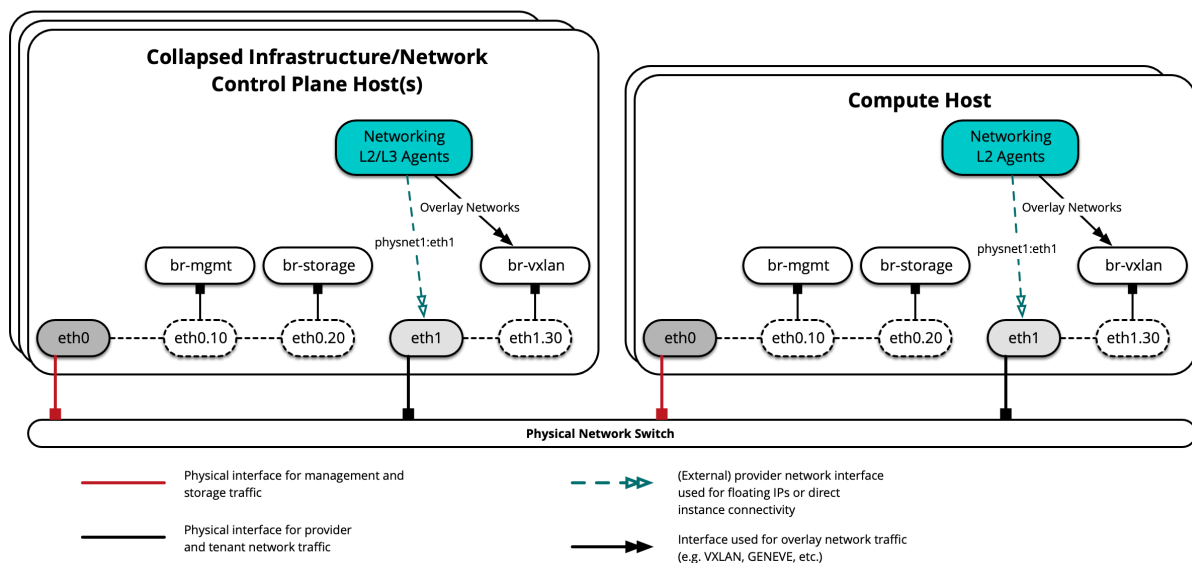 Collapsed Infrastructure/Network
Control Plane Host(s)
Networking
L2/L3 Agents
Overlay Networks
physnet1:eth1
br-mgmt
br-storage
br-vxlan
eth0
eth0.10
eth0.20
eth1
eth1.30
Compute Host
Networking
L2 Agents
Overlay Networks
physnet1:eth1
br-mgmt
br-storage
br-vxlan
eth0
eth0.10
eth0.20
eth1
eth1.30
Physical Network Switch
Physical interface for management and
storage traffic
Physical interface for provider
and tenant network traffic
(External) provider network interface
used for floating IPs or direct
instance connectivity
Interface used for overlay network traffic
(e.g. VXLAN, GENEVE, etc.)